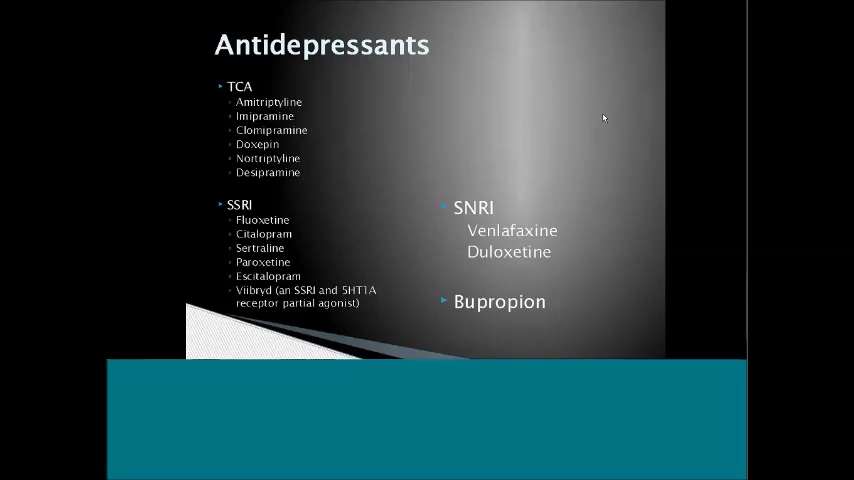 Antidepressants
TCA
Amitriptyline
Imipramine
Clomipramine
Doxepin
Nortriptyline
Desipramine
SSRI
Fluoxetine
Citalopram
Sertraline
Paroxetine
Escitalopram
Viibryd (an SSRI and 5HT1A
receptor partial agonist)
SNRI
Venlafaxine
Duloxetine
Bupropion